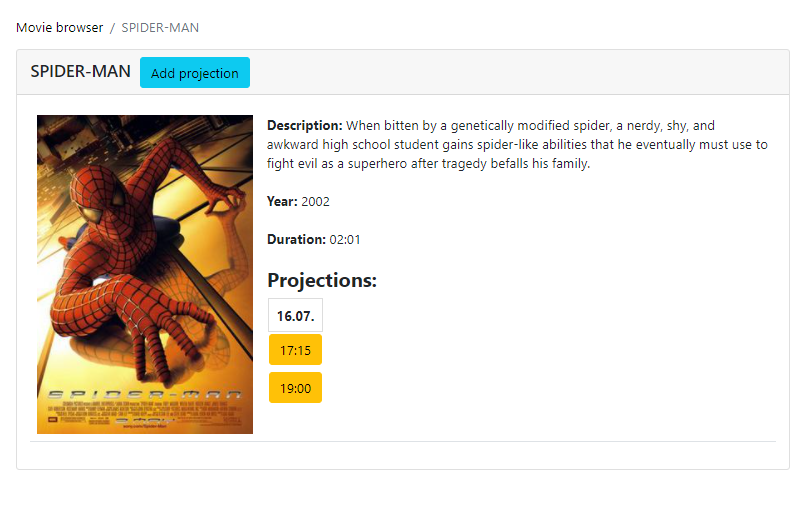 Movie browser / SPIDER-MAN
SPIDER-MAN Add projection
Description: When bitten by a genetically modified spider, a nerdy, shy, and
awkward high school student gains spider-like abilities that he eventually must use to
fight evil as a superhero after tragedy befalls his family.
Year: 2002
Duration: 02:01
Projections:
16.07.
17:15
19:00
SPIDER-MAN